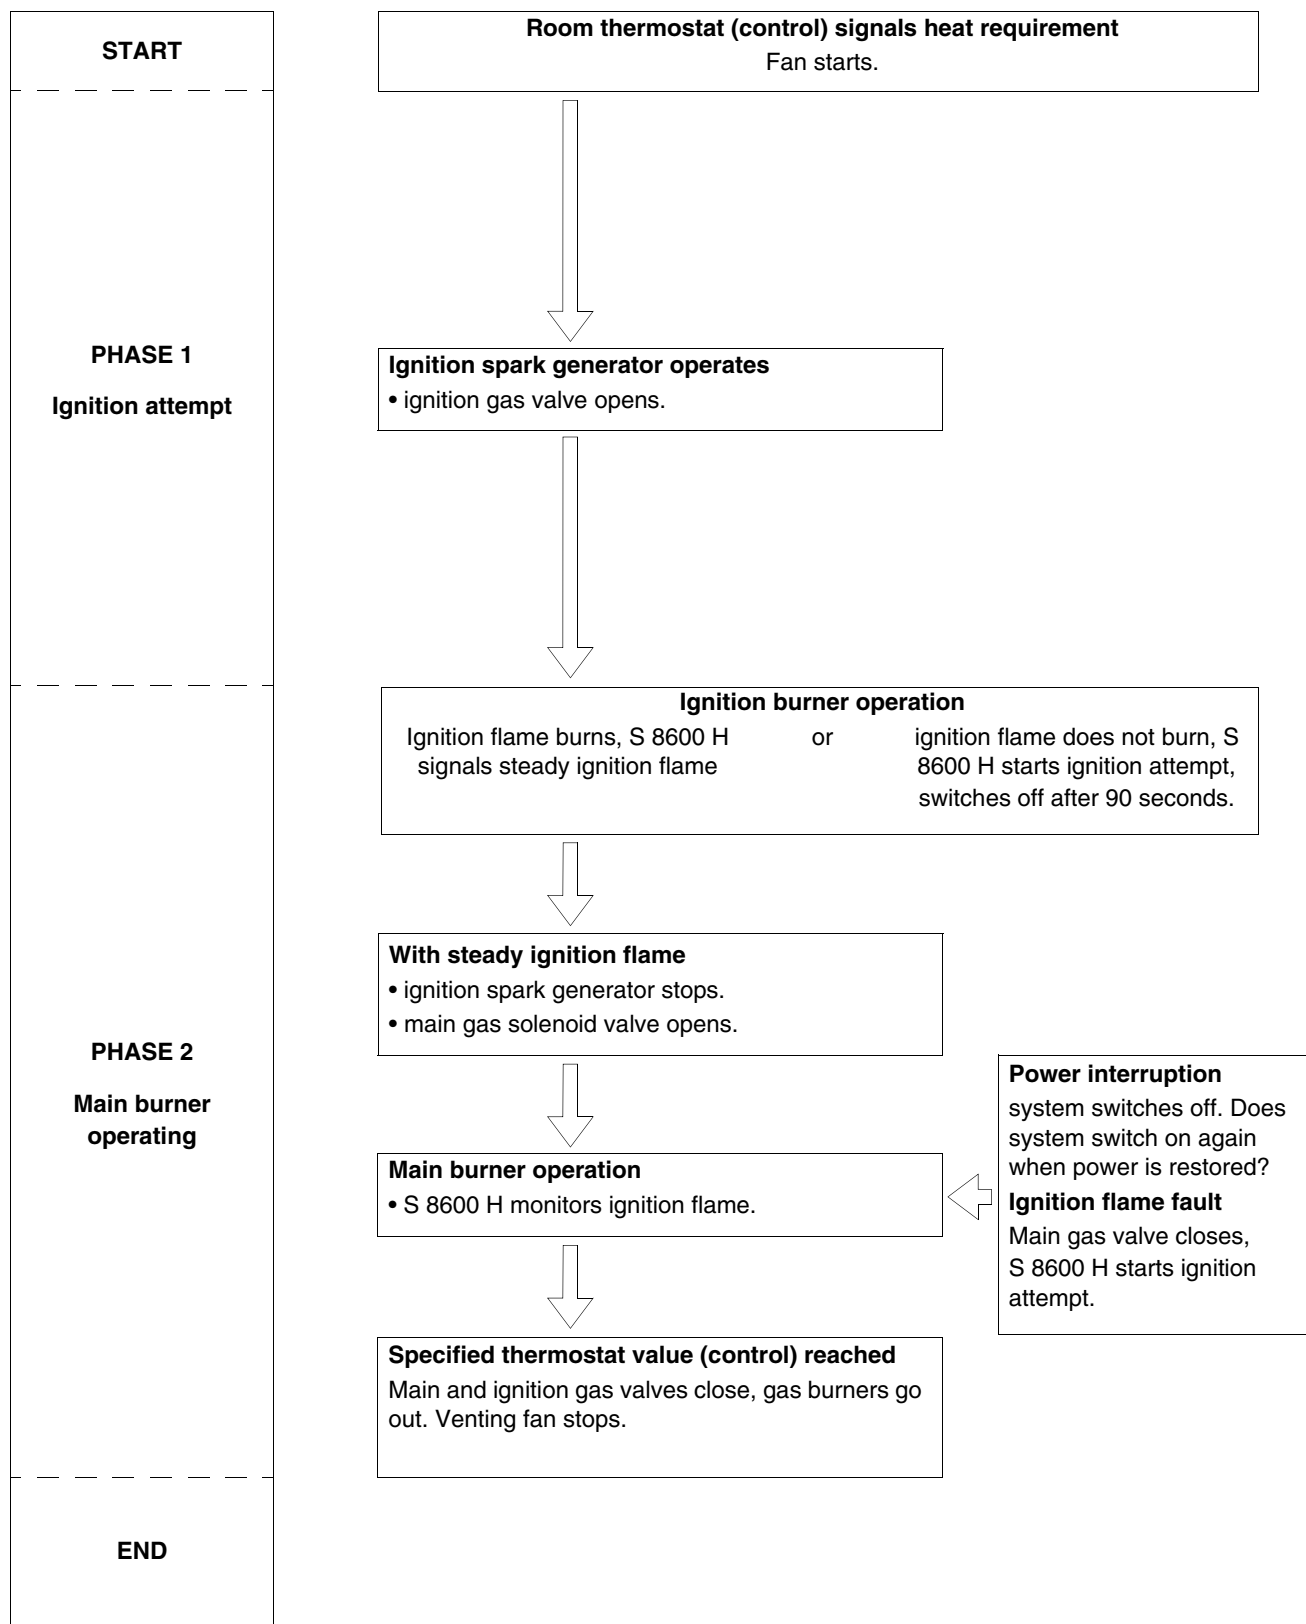 START
Room thermostat (control) signals heat requirement
Fan starts.
PHASE 1
Ignition attempt
Ignition spark generator operates
• ignition gas valve opens.
Ignition burner operation
Ignition flame burns, S 8600 H
signals steady ignition flame
or
ignition flame does not burn, S
8600 H starts ignition attempt,
switches off after 90 seconds.
With steady ignition flame
• ignition spark generator stops.
• main gas solenoid valve opens.
PHASE 2
Main burner
operating
Main burner operation
• S 8600 H monitors ignition flame.
Power interruption
system switches off. Does
system switch on again
when power is restored?
Ignition flame fault
Main gas valve closes,
S 8600 H starts ignition
attempt.
Specified thermostat value (control) reached
Main and ignition gas valves close, gas burners go
out. Venting fan stops.
END